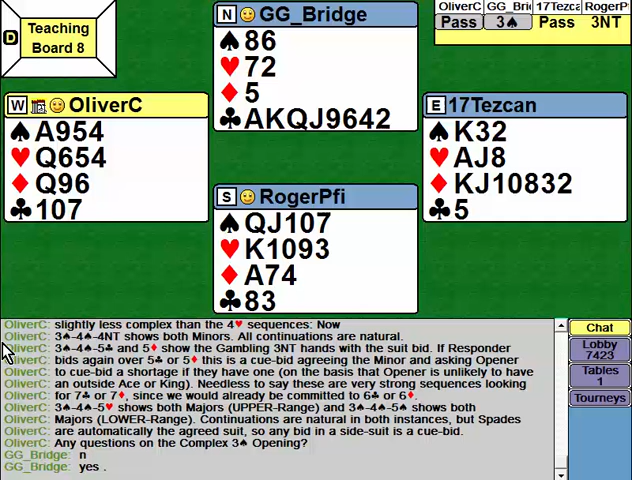 Teaching
Board 8
D
N GG_Bridge
♠86
♥72
♦5
♣AKQJ9642
OliverC GG_Bri 17Tezca RogerP
Pass 3♠ Pass 3NT
W OliverC
♠A954
♥Q654
♦Q96
♣107
E 17Tezcan
♠K32
♥AJ8
♦KJ10832
♣5
S RogerPfi
♠QJ107
♥K1093
♦A74
♣83
OliverC: slightly less complex than the 4♥ sequences: Now
OliverC: 3♠-4♠-4NT shows both Minors. All continuations are natural.
OliverC: 3♠-4♠-5♣ and 5♦ show the Gambling 3NT hands with the suit bid. If Responder
OliverC: bids again over 5♣ or 5♦ this is a cue-bid agreeing the Minor and asking Opener
OliverC: to cue-bid a shortage if they have one (on the basis that Opener is unlikely to have
OliverC: an outside Ace or King). Needless to say these are very strong sequences looking
OliverC: for 7♣ or 7♦, since we would already be committed to 6♣ or 6♦.
OliverC: 3♠-4♠-5♥ shows both Majors (UPPER-Range) and 3♠-4♠-5♠ shows both
OliverC: Majors (LOWER-Range). Continuations are natural in both instances, but Spades
OliverC: are automatically the agreed suit, so any bid in a side-suit is a cue-bid.
OliverC: Any questions on the Complex 3♠ Opening?
GG_Bridge: n
GG_Bridge: yes .
Chat
Lobby
7423
Tables
1
Tourneys